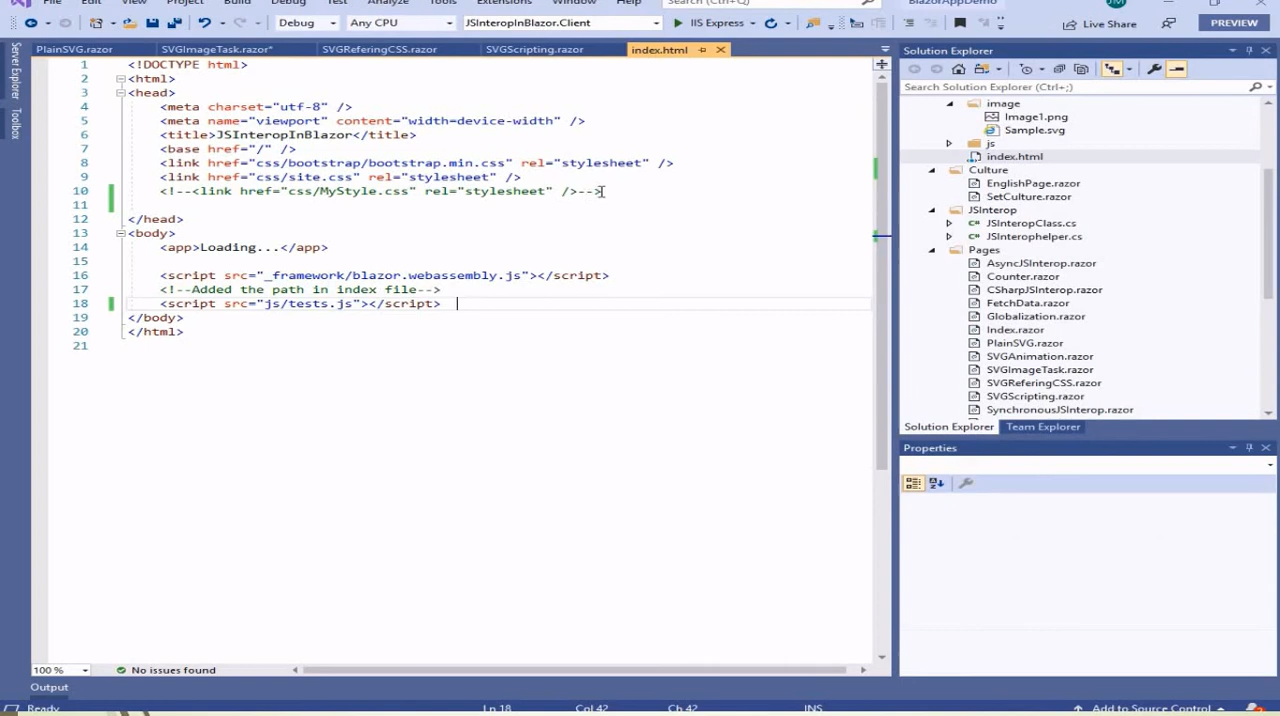 File Edit View Project Build Debug Test Analyze Tools Extensions Window Help Search (Ctrl+Q) BlazorAppDemo JM
Debug Any CPU JSInteropInBlazor.Client IIS Express Live Share PREVIEW
Server Explorer
Toolbox
PlainSVG.razor SVGImageTask.razor* SVGReferingCSS.razor SVGScripting.razor index.html
1 <!DOCTYPE html>
2 <html>
3 <head>
4 <meta charset="utf-8" />
5 <meta name="viewport" content="width=device-width" />
6 <title>JSInteropInBlazor</title>
7 <base href="/" />
8 <link href="css/bootstrap/bootstrap.min.css" rel="stylesheet" />
9 <link href="css/site.css" rel="stylesheet" />
10 <!--<link href="css/MyStyle.css" rel="stylesheet" />-->
11
12 </head>
13 <body>
14 <app>Loading...</app>
15
16 <script src="_framework/blazor.webassembly.js"></script>
17 <!--Added the path in index file-->
18 <script src="js/tests.js"></script>
19 </body>
20 </html>
21
100 % No issues found
Output
Ready Ln 18 Col 42 Ch 42 INS Add to Source Control
Solution Explorer
Search Solution Explorer (Ctrl+;)
image
Image1.png
Sample.svg
js
index.html
Culture
EnglishPage.razor
SetCulture.razor
JSInterop
JSInteropClass.cs
JSInterophelper.cs
Pages
AsyncJSInterop.razor
Counter.razor
CSharpJSInterop.razor
FetchData.razor
Globalization.razor
Index.razor
PlainSVG.razor
SVGAnimation.razor
SVGImageTask.razor
SVGReferingCSS.razor
SVGScripting.razor
SynchronousJSInterop.razor
Solution Explorer Team Explorer
Properties